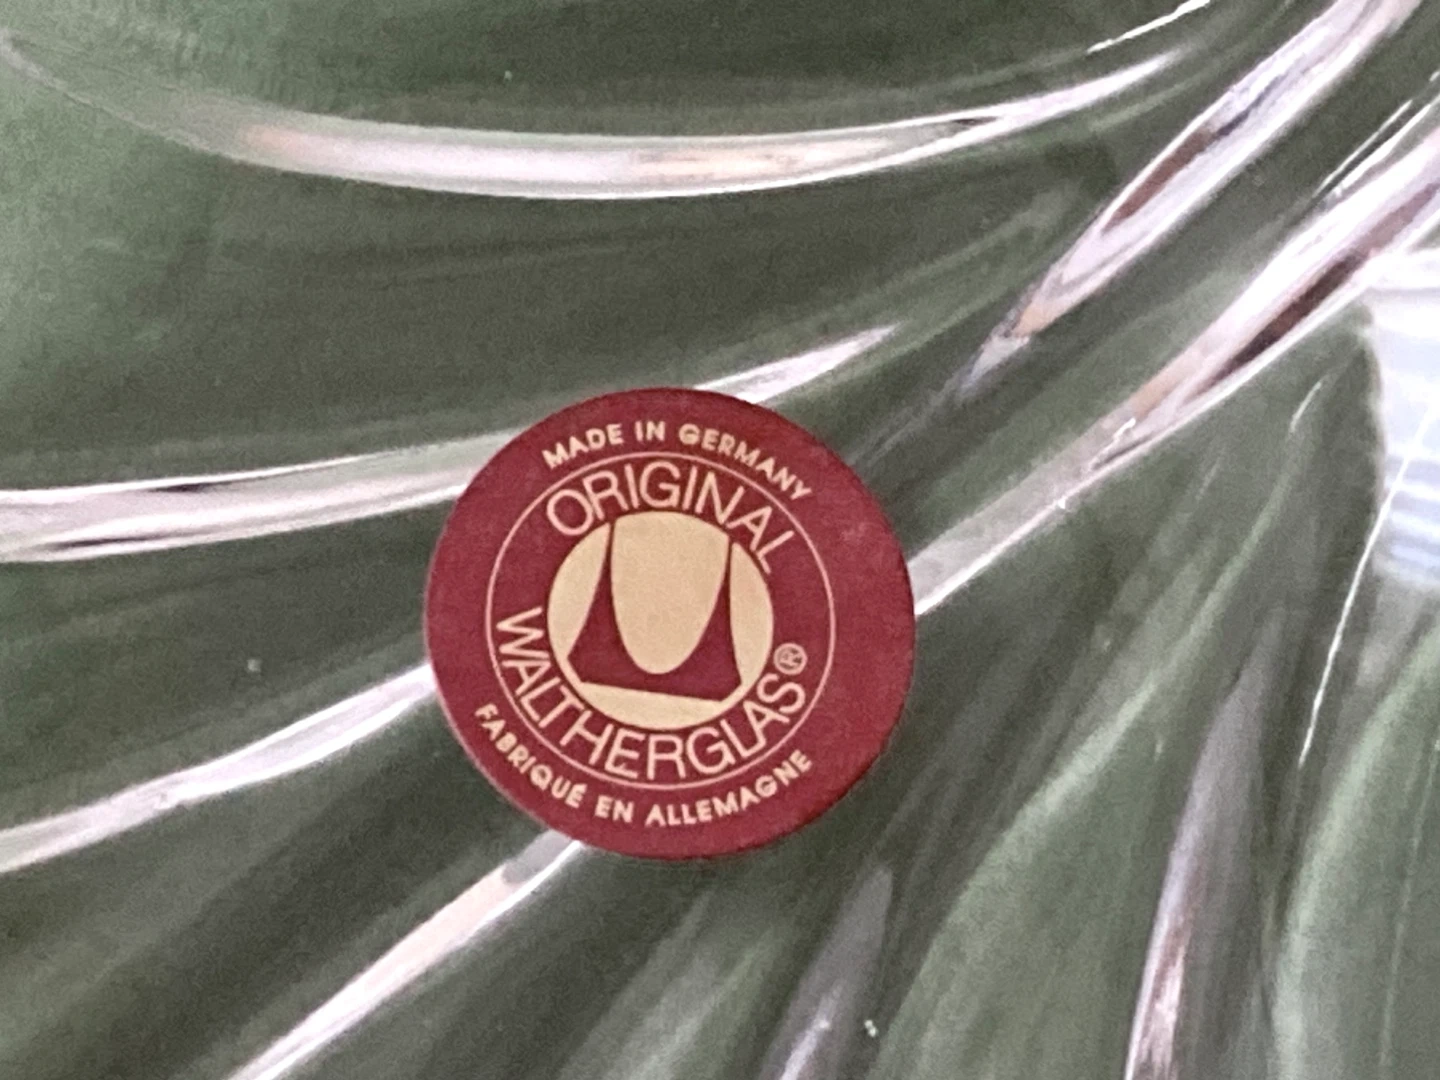 MADE IN GERMANY
ORIGINAL
WALTHERGLAS®
FABRIQUÉ EN ALLEMAGNE